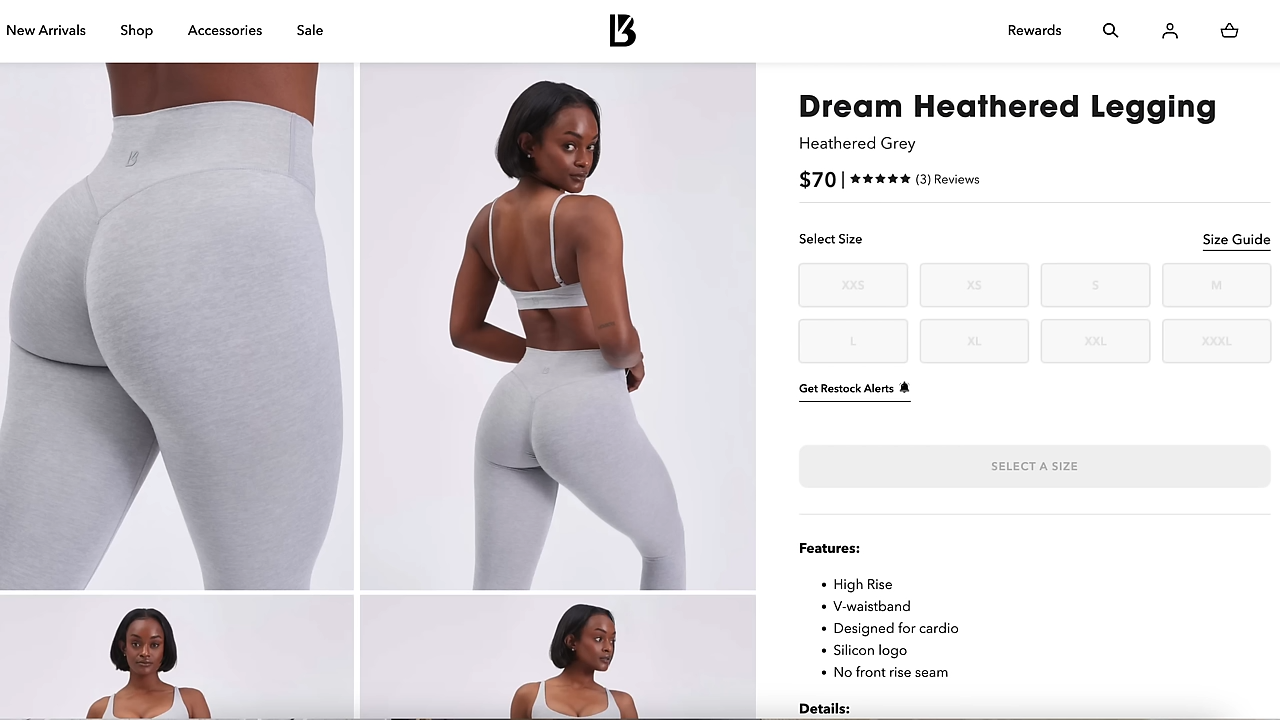 New Arrivals Shop Accessories Sale Rewards
Dream Heathered Legging
Heathered Grey
$70 | ★★★★★ (3) Reviews
Select Size Size Guide
XXS XS S M
L XL XXL XXXL
Get Restock Alerts
SELECT A SIZE
Features:
• High Rise
• V-waistband
• Designed for cardio
• Silicon logo
• No front rise seam
Details: